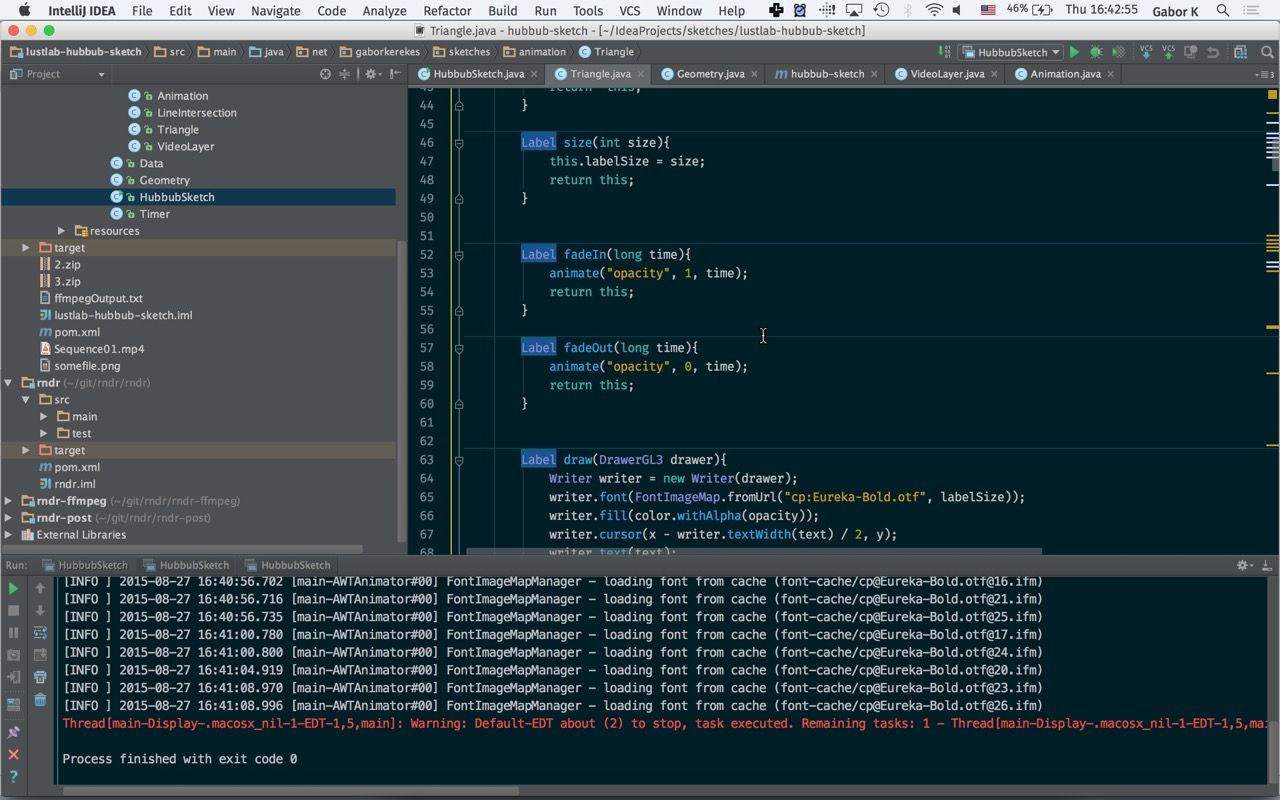 IntelliJ IDEA File Edit View Navigate Code Analyze Refactor Build Run Tools VCS Window Help 46% Thu 16:42:55 Gabor K
Triangle.java - hubbub-sketch - [~/IdeaProjects/sketches/lustlab-hubbub-sketch]
lustlab-hubbub-sketch src main java net gaborkerekes sketches animation Triangle HubbubSketch VCS VCS
Project HubbubSketch.java Triangle.java Geometry.java hubbub-sketch VideoLayer.java Animation.java
Animation
LineIntersection
Triangle
VideoLayer
Data
Geometry
HubbubSketch
Timer
resources
target
2.zip
3.zip
ffmpegOutput.txt
lustlab-hubbub-sketch.iml
pom.xml
Sequence01.mp4
somefile.png
rndr (~/git/rndr/rndr)
src
main
test
target
pom.xml
rndr.iml
rndr-ffmpeg (~/git/rndr/rndr-ffmpeg)
rndr-post (~/git/rndr/rndr-post)
External Libraries
43 return this;
44 }
45
46 Label size(int size){
47 this.labelSize = size;
48 return this;
49 }
50
51
52 Label fadeIn(long time){
53 animate("opacity", 1, time);
54 return this;
55 }
56
57 Label fadeOut(long time){
58 animate("opacity", 0, time);
59 return this;
60 }
61
62
63 Label draw(DrawerGL3 drawer){
64 Writer writer = new Writer(drawer);
65 writer.font(FontImageMap.fromUrl("cp:Eureka-Bold.otf", labelSize));
66 writer.fill(color.withAlpha(opacity));
67 writer.cursor(x - writer.textWidth(text) / 2, y);
68 writer.text(text);
Run: HubbubSketch HubbubSketch HubbubSketch
[INFO ] 2015-08-27 16:40:56.702 [main-AWTAnimator#00] FontImageMapManager - loading font from cache (font-cache/cp@Eureka-Bold.otf@16.ifm)
[INFO ] 2015-08-27 16:40:56.716 [main-AWTAnimator#00] FontImageMapManager - loading font from cache (font-cache/cp@Eureka-Bold.otf@21.ifm)
[INFO ] 2015-08-27 16:40:56.735 [main-AWTAnimator#00] FontImageMapManager - loading font from cache (font-cache/cp@Eureka-Bold.otf@25.ifm)
[INFO ] 2015-08-27 16:41:00.780 [main-AWTAnimator#00] FontImageMapManager - loading font from cache (font-cache/cp@Eureka-Bold.otf@17.ifm)
[INFO ] 2015-08-27 16:41:00.800 [main-AWTAnimator#00] FontImageMapManager - loading font from cache (font-cache/cp@Eureka-Bold.otf@24.ifm)
[INFO ] 2015-08-27 16:41:04.919 [main-AWTAnimator#00] FontImageMapManager - loading font from cache (font-cache/cp@Eureka-Bold.otf@20.ifm)
[INFO ] 2015-08-27 16:41:08.970 [main-AWTAnimator#00] FontImageMapManager - loading font from cache (font-cache/cp@Eureka-Bold.otf@23.ifm)
[INFO ] 2015-08-27 16:41:08.996 [main-AWTAnimator#00] FontImageMapManager - loading font from cache (font-cache/cp@Eureka-Bold.otf@26.ifm)
Thread[main-Display-.macosx_nil-1-EDT-1,5,main]: Warning: Default-EDT about (2) to stop, task executed. Remaining tasks: 1 - Thread[main-Display-.macosx_nil-1-EDT-1,5,mai
Process finished with exit code 0